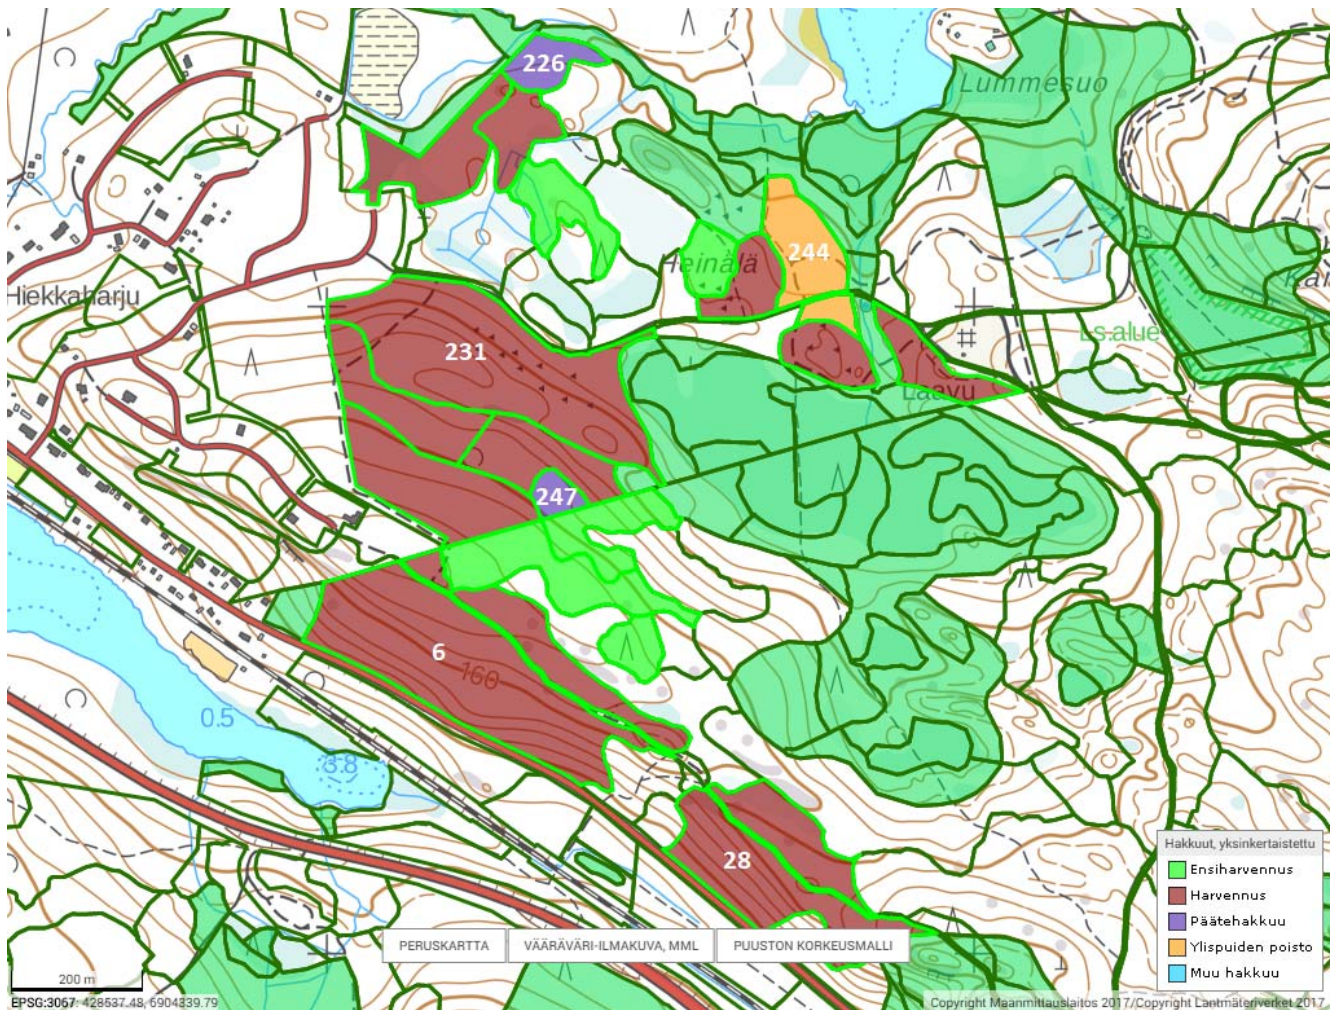 226
Lummesuo
244
Heinälä
Hiekkaharju
231
Ls.alue
Laavu
247
6
160
0.5
3.8
28
Hakkuut, yksinkertaistettu
Ensiharvennus
Harvennus
Päätehakkuu
Ylispuiden poisto
Muu hakkuu
PERUSKARTTA
VÄÄRÄVÄRI-ILMAKUVA, MML
PUUSTON KORKEUSMALLI
200 m
EPSG:3067: 428537.48, 6904339.79
Copyright Maanmittauslaitos 2017/Copyright Lantmäteriverket 2017